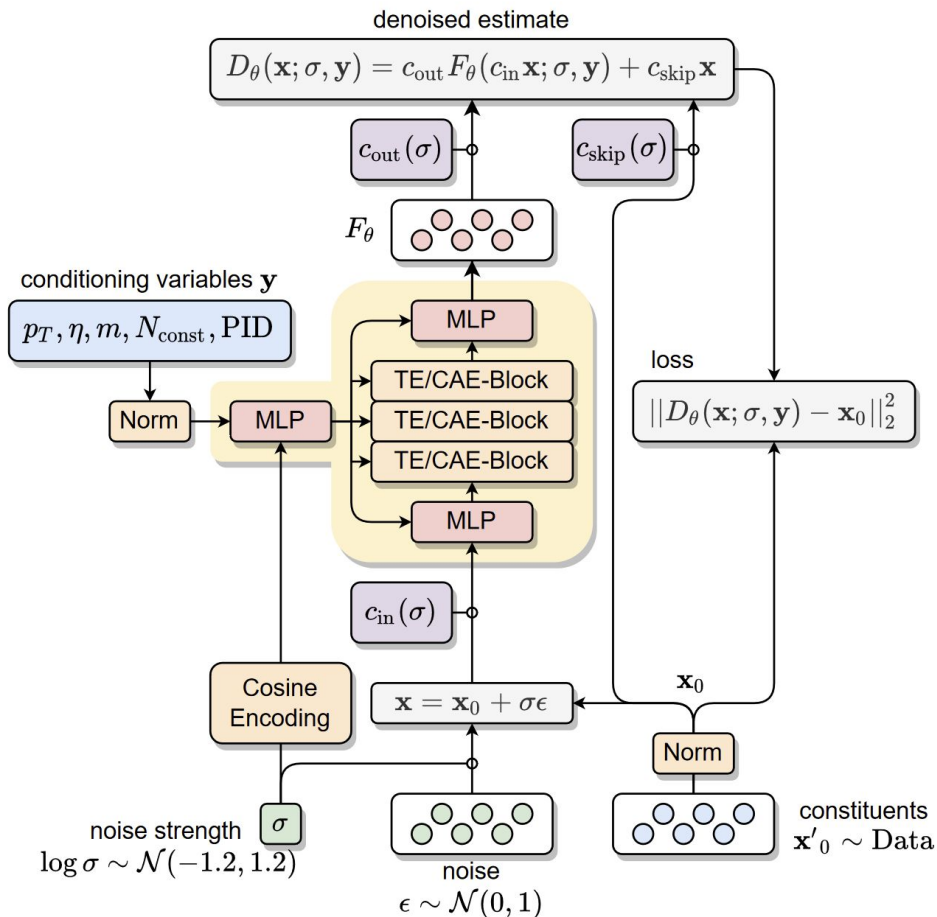 denoised estimate
D_θ(𝐱; σ, 𝐲) = c_out F_θ(c_in 𝐱; σ, 𝐲) + c_skip 𝐱
c_out(σ)
c_skip(σ)
F_θ
conditioning variables 𝐲
p_T, η, m, N_const, PID
MLP
loss
TE/CAE-Block
||D_θ(𝐱; σ, 𝐲) − 𝐱_0||_2^2
Norm
MLP
TE/CAE-Block
TE/CAE-Block
MLP
c_in(σ)
Cosine
Encoding
𝐱_0
𝐱 = 𝐱_0 + σϵ
Norm
σ
noise strength
log σ ∼ 𝒩(−1.2, 1.2)
constituents
𝐱′_0 ∼ Data
noise
ϵ ∼ 𝒩(0, 1)